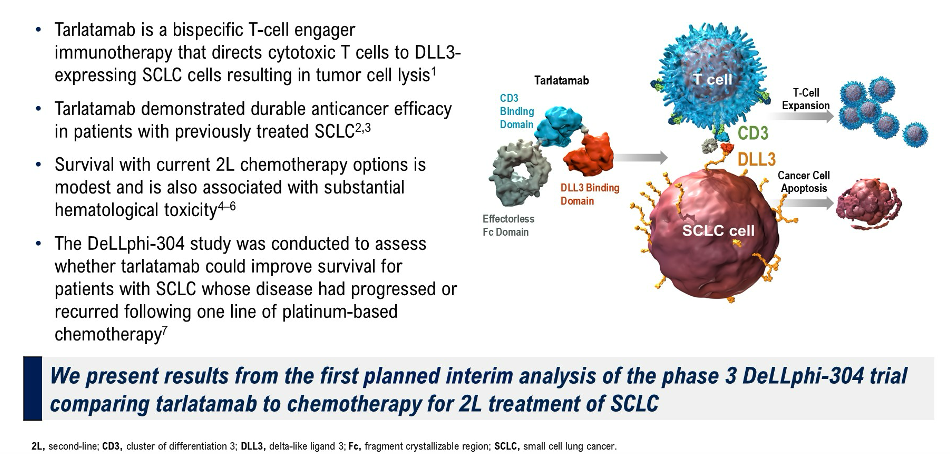 • Tarlatamab is a bispecific T-cell engager
immunotherapy that directs cytotoxic T cells to DLL3-
expressing SCLC cells resulting in tumor cell lysis¹
• Tarlatamab demonstrated durable anticancer efficacy
in patients with previously treated SCLC²,³
• Survival with current 2L chemotherapy options is
modest and is also associated with substantial
hematological toxicity⁴–⁶
• The DeLLphi-304 study was conducted to assess
whether tarlatamab could improve survival for
patients with SCLC whose disease had progressed or
recurred following one line of platinum-based
chemotherapy⁷
Tarlatamab
CD3
Binding
Domain
DLL3 Binding
Domain
Effectorless
Fc Domain
T cell
CD3
DLL3
SCLC cell
T-Cell
Expansion
Cancer Cell
Apoptosis
We present results from the first planned interim analysis of the phase 3 DeLLphi-304 trial
comparing tarlatamab to chemotherapy for 2L treatment of SCLC
2L, second-line; CD3, cluster of differentiation 3; DLL3, delta-like ligand 3; Fc, fragment crystallizable region; SCLC, small cell lung cancer.